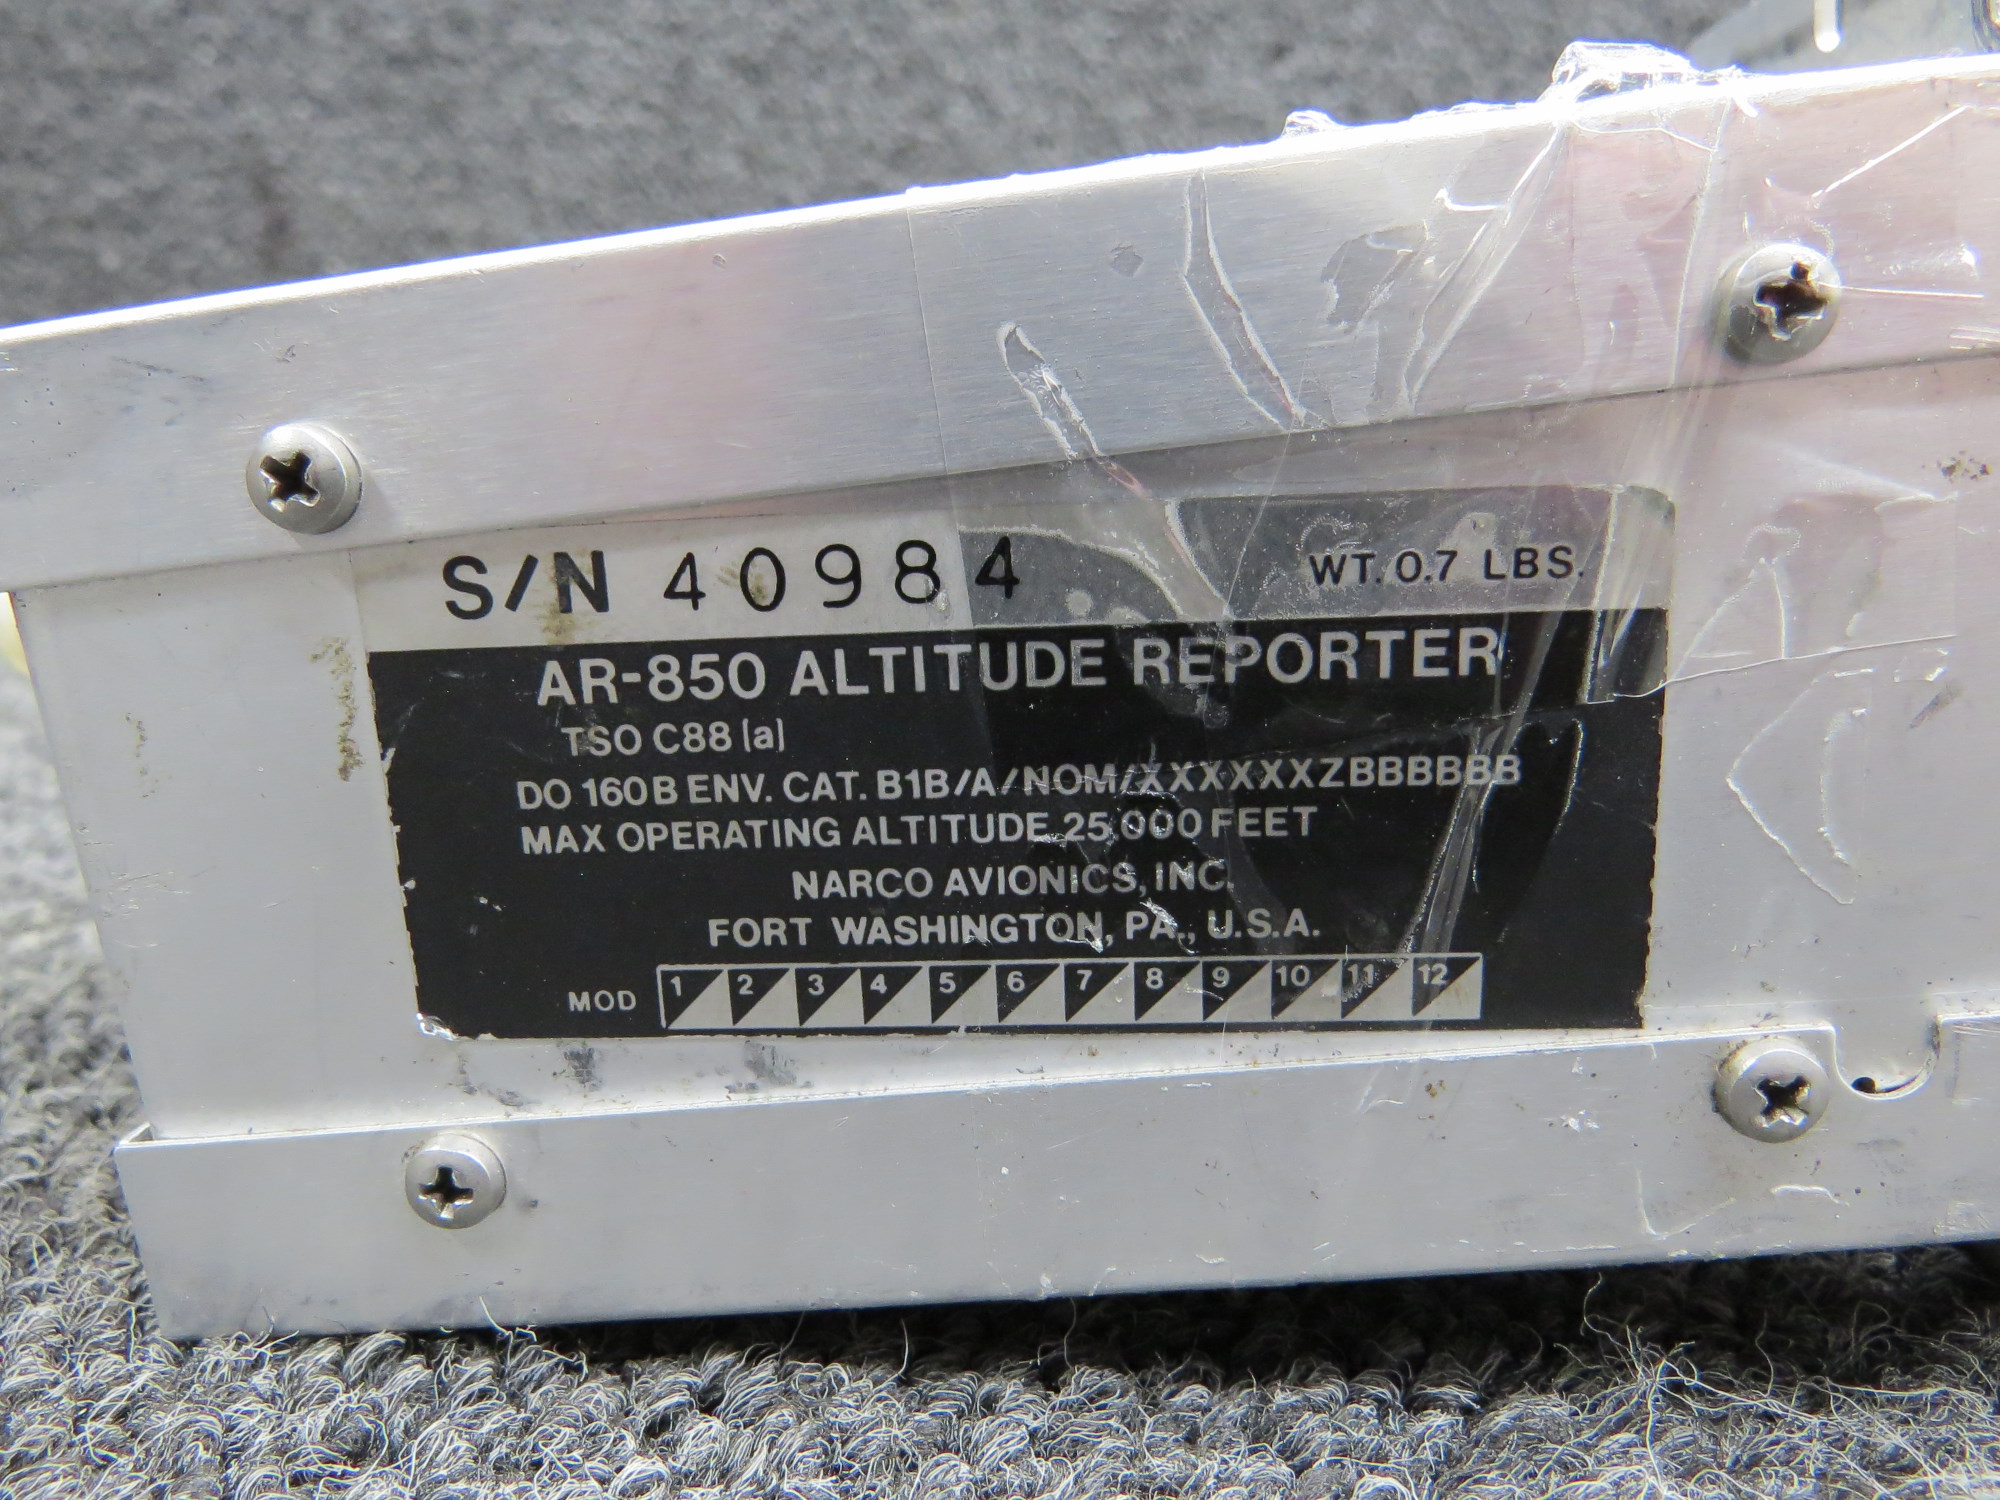 S/N 40984 WT. 0.7 LBS.
AR-850 ALTITUDE REPORTER
TSO C88 (a)
DO 160B ENV. CAT. B1B/A/NOM/XXXXXXZBBBBBB
MAX OPERATING ALTITUDE 25,000 FEET
NARCO AVIONICS, INC.
FORT WASHINGTON, PA., U.S.A.
MOD 1 2 3 4 5 6 7 8 9 10 11 12